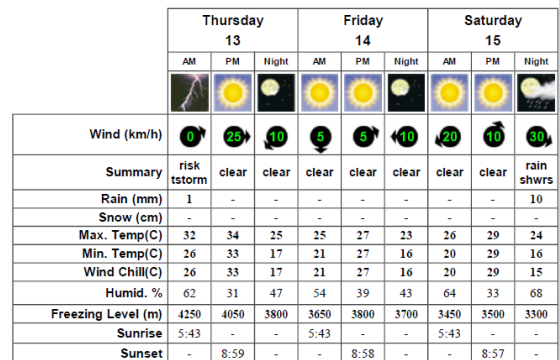 Thursday Friday Saturday
13 14 15
AM PM Night AM PM Night AM PM Night
Wind (km/h) 0 25 10 5 5 10 20 10 30
Summary risk tstorm clear clear clear clear clear clear clear rain shwrs
Rain (mm) 1 - - - - - - - 10
Snow (cm) - - - - - - - - -
Max. Temp(C) 32 34 25 25 27 23 26 29 24
Min. Temp(C) 26 33 17 21 27 16 20 29 16
Wind Chill(C) 26 33 17 21 27 16 20 29 15
Humid. % 62 31 47 54 39 43 64 33 68
Freezing Level (m) 4250 4050 3800 3650 3800 3700 3450 3500 3300
Sunrise 5:43 - - 5:43 - - 5:43 - -
Sunset - 8:59 - - 8:58 - - 8:57 -